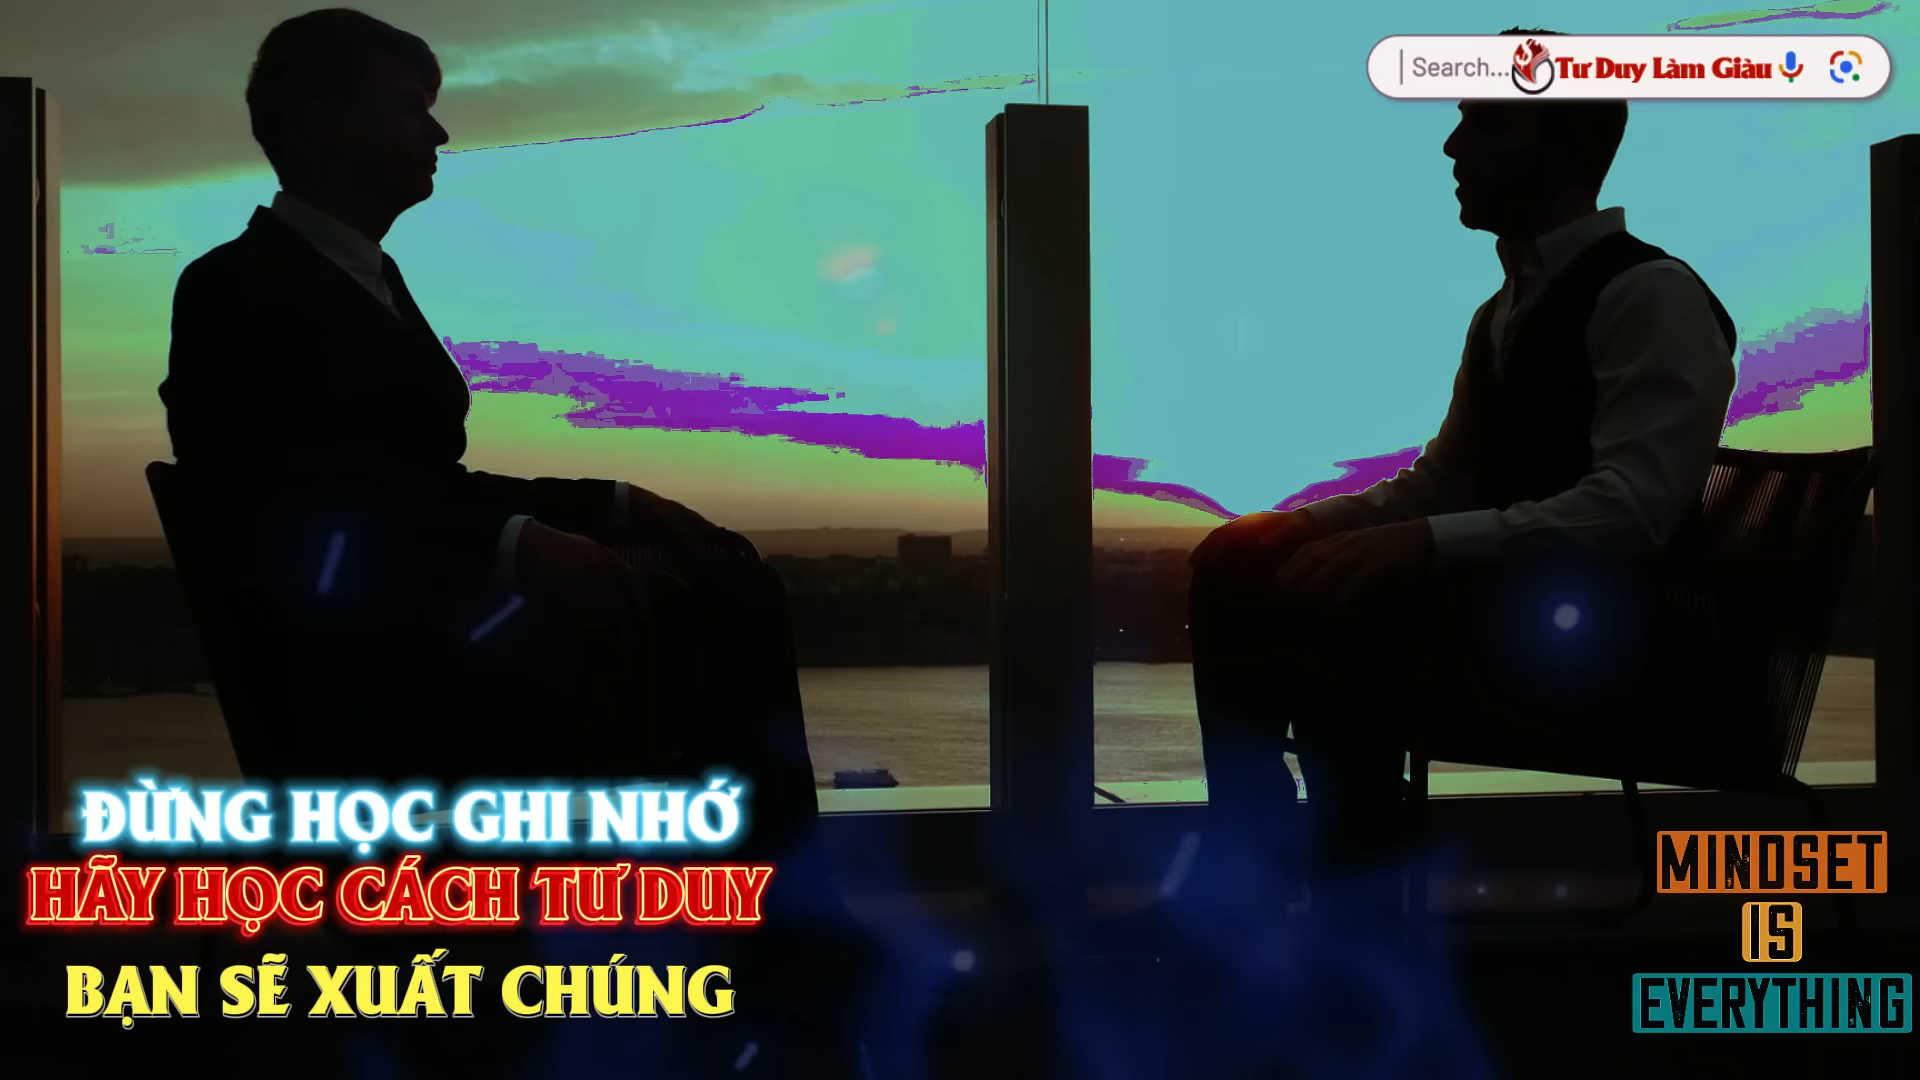 Search... Tư Duy Làm Giàu
ĐỪNG HỌC GHI NHỚ
HÃY HỌC CÁCH TƯ DUY
BẠN SẼ XUẤT CHÚNG
MINDSET
IS
EVERYTHING